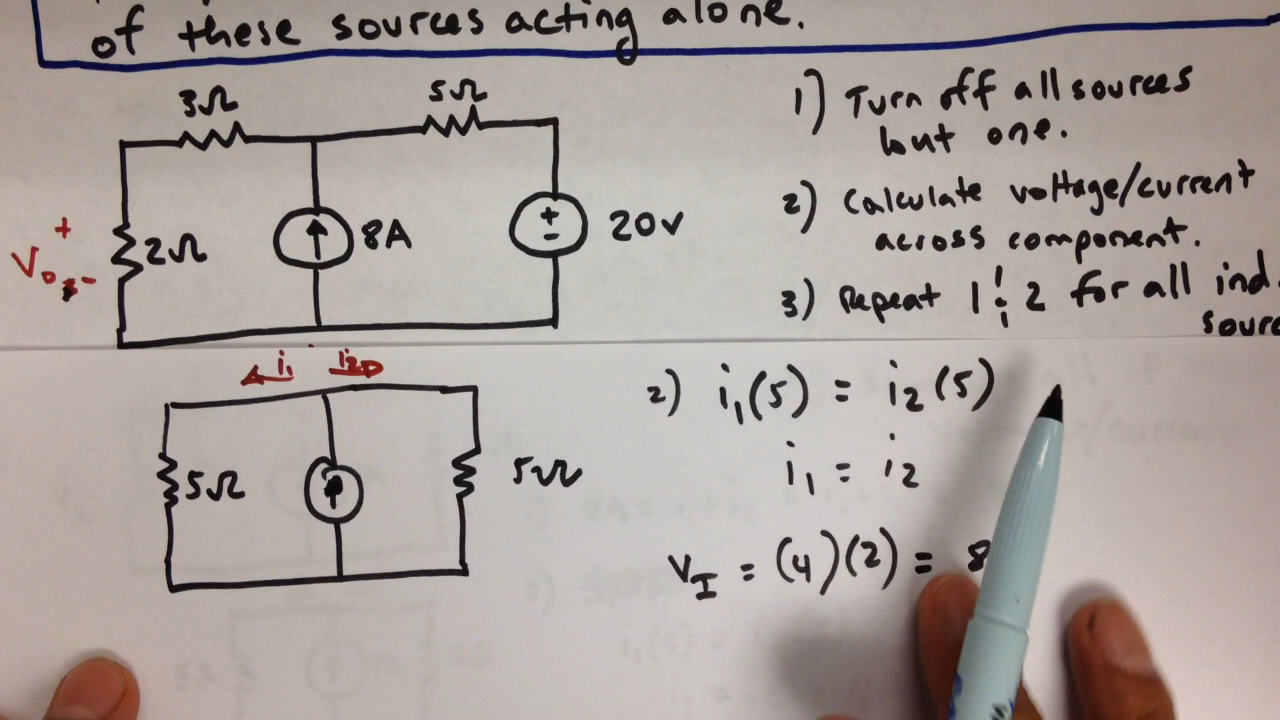 of these sources acting alone.
3Ω
5Ω
1) Turn off all sources
but one.
2) Calculate voltage/current
across component.
3) Repeat 1 & 2 for all ind.
+
Vo
-
2Ω
8A
+
-
20V
i1 i2
5Ω
5Ω
2) i1(5) = i2(5)
i1 = i2
VI = (4)(2) = 8